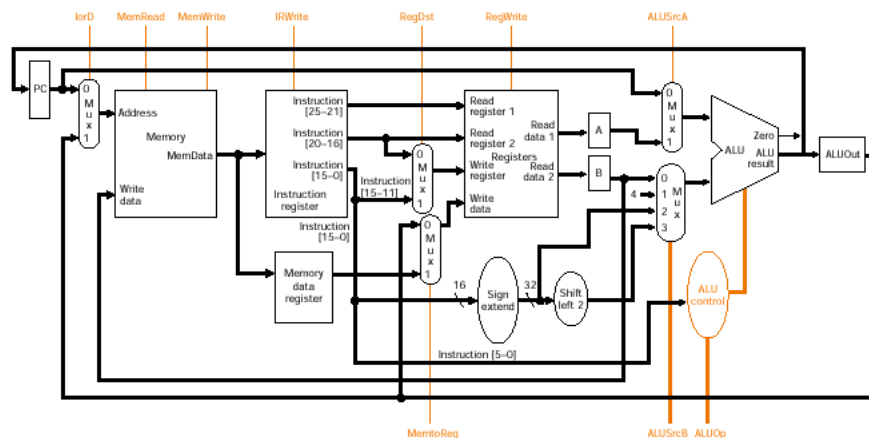 IorD MemRead MemWrite IRWrite RegDst RegWrite ALUSrcA
PC
0
M
u
x
1
Address
Memory
MemData
Write
data
Instruction
[25–21]
Instruction
[20–16]
Instruction
[15–0]
Instruction
register
Instruction
[15–0]
Memory
data
register
Instruction
[15–11]
0
M
u
x
1
0
M
u
x
1
Read
register 1
Read
register 2
Write
register
Write
data
Registers
Read
data 1
Read
data 2
A
B
16
Sign
extend
32
Shift
left 2
0
M
u
x
1
4
0
1
2
3
M
u
x
ALU
Zero
ALU
result
ALUOut
ALU
control
Instruction [5–0]
MemtoReg ALUSrcB ALUOp